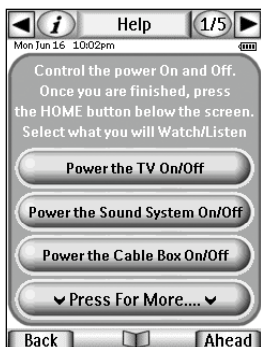 Help 1/5
Mon Jun 16 10:02pm
Control the power On and Off.
Once you are finished, press
the HOME button below the screen.
Select what you will Watch/Listen
Power the TV On/Off
Power the Sound System On/Off
Power the Cable Box On/Off
Press For More....
Back Ahead